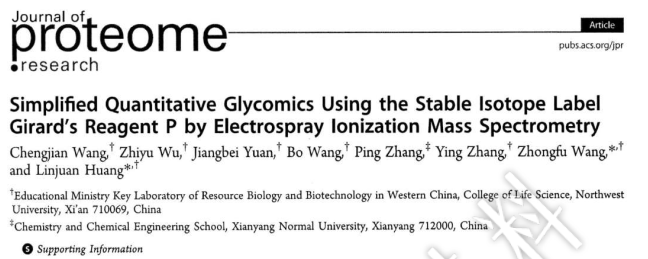 Journal of
proteome
research
Article
pubs.acs.org/jpr
Simplified Quantitative Glycomics Using the Stable Isotope Label
Girard's Reagent P by Electrospray Ionization Mass Spectrometry
Chengjian Wang,† Zhiyu Wu,† Jiangbei Yuan,† Bo Wang,† Ping Zhang,‡ Ying Zhang,† Zhongfu Wang,*,†
and Linjuan Huang*,†
†Educational Ministry Key Laboratory of Resource Biology and Biotechnology in Western China, College of Life Science, Northwest
University, Xi'an 710069, China
‡Chemistry and Chemical Engineering School, Xianyang Normal University, Xianyang 712000, China
S Supporting Information
料